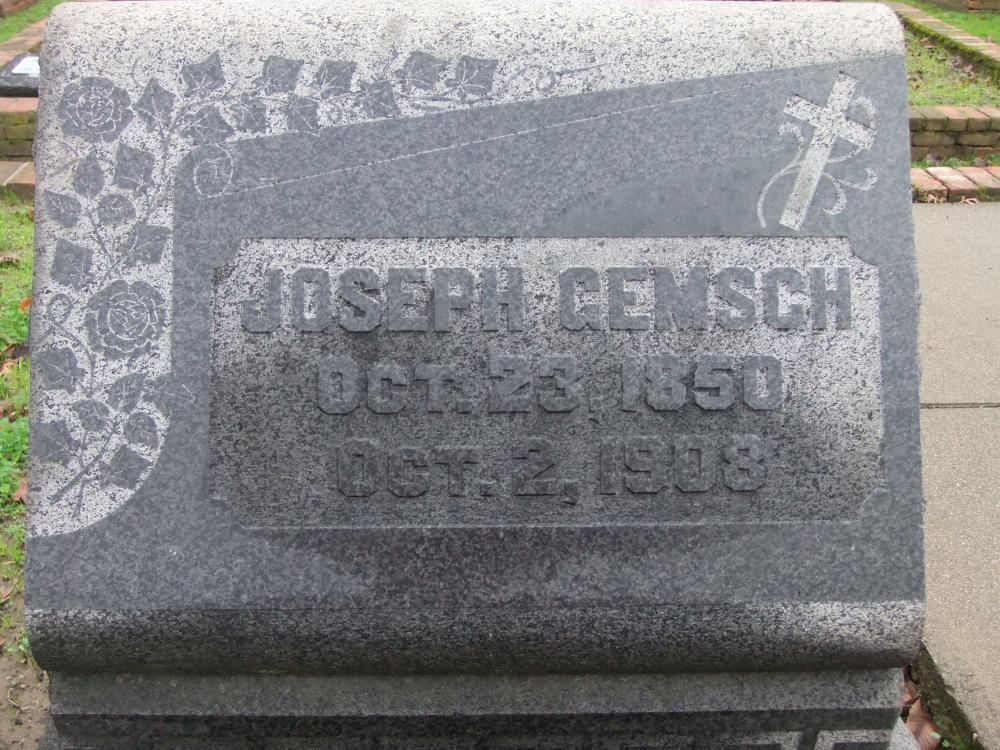 JOSEPH GEMSCH
OCT. 23, 1850
OCT. 2, 1908